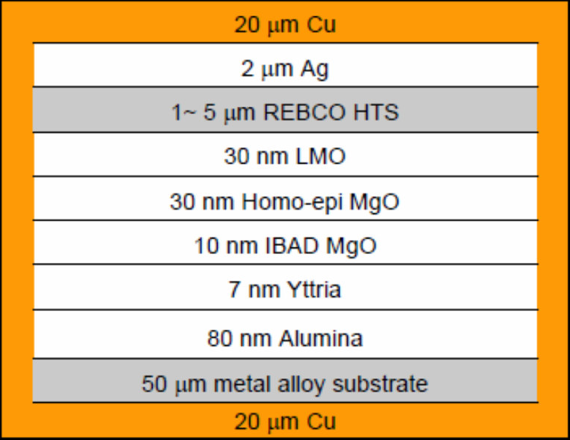 20 μm Cu
2 μm Ag
1~ 5 μm REBCO HTS
30 nm LMO
30 nm Homo-epi MgO
10 nm IBAD MgO
7 nm Yttria
80 nm Alumina
50 μm metal alloy substrate
20 μm Cu